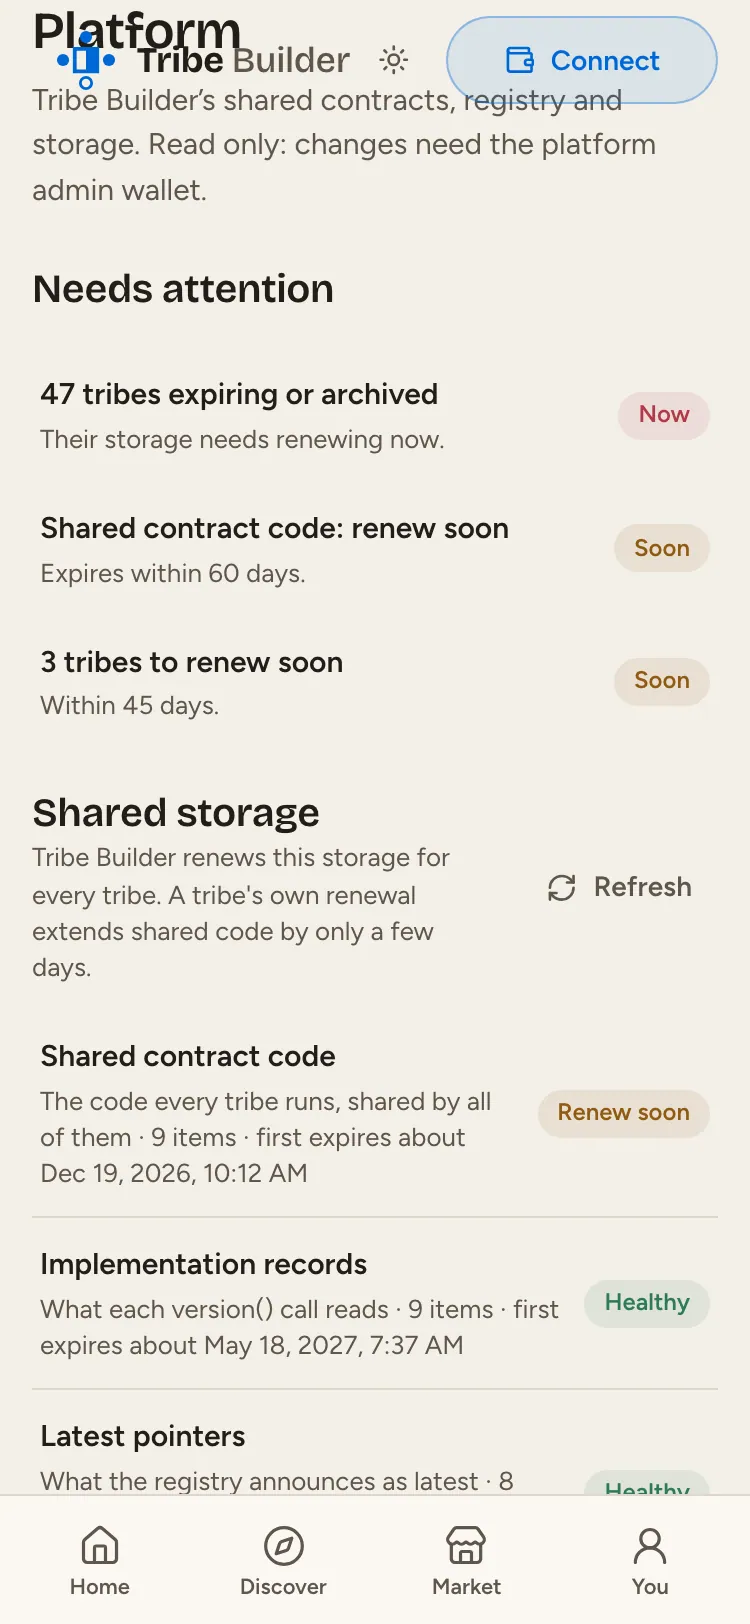 Platform
Tribe Builder
Connect
Tribe Builder’s shared contracts, registry and
storage. Read only: changes need the platform
admin wallet.
Needs attention
47 tribes expiring or archived
Their storage needs renewing now.
Now
Shared contract code: renew soon
Expires within 60 days.
Soon
3 tribes to renew soon
Within 45 days.
Soon
Shared storage
Tribe Builder renews this storage for
every tribe. A tribe's own renewal
extends shared code by only a few
days.
Refresh
Shared contract code
The code every tribe runs, shared by all
of them · 9 items · first expires about
Dec 19, 2026, 10:12 AM
Renew soon
Implementation records
What each version() call reads · 9 items · first
expires about May 18, 2027, 7:37 AM
Healthy
Latest pointers
What the registry announces as latest · 8
Healthy
Home
Discover
Market
You